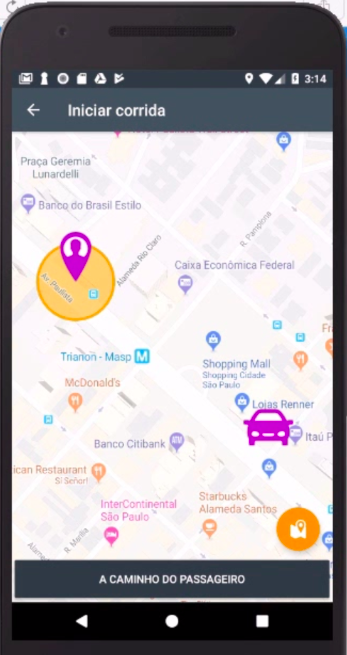 3:14
Iniciar corrida
Praça Geremia
Lunardelli
Banco do Brasil Estilo
R. Pamplona
Alameda Rio Claro
Caixa Econômica Federal
Av. Paulista
Trianon - Masp M
Shopping Mall
Shopping Cidade
São Paulo
McDonald's
Lojas Renner
Banco Citibank
Itaú P
ican Restaurant
Sí Señor!
InterContinental
São Paulo
Starbucks
Alameda Santos
R. Marília
Alame
A CAMINHO DO PASSAGEIRO